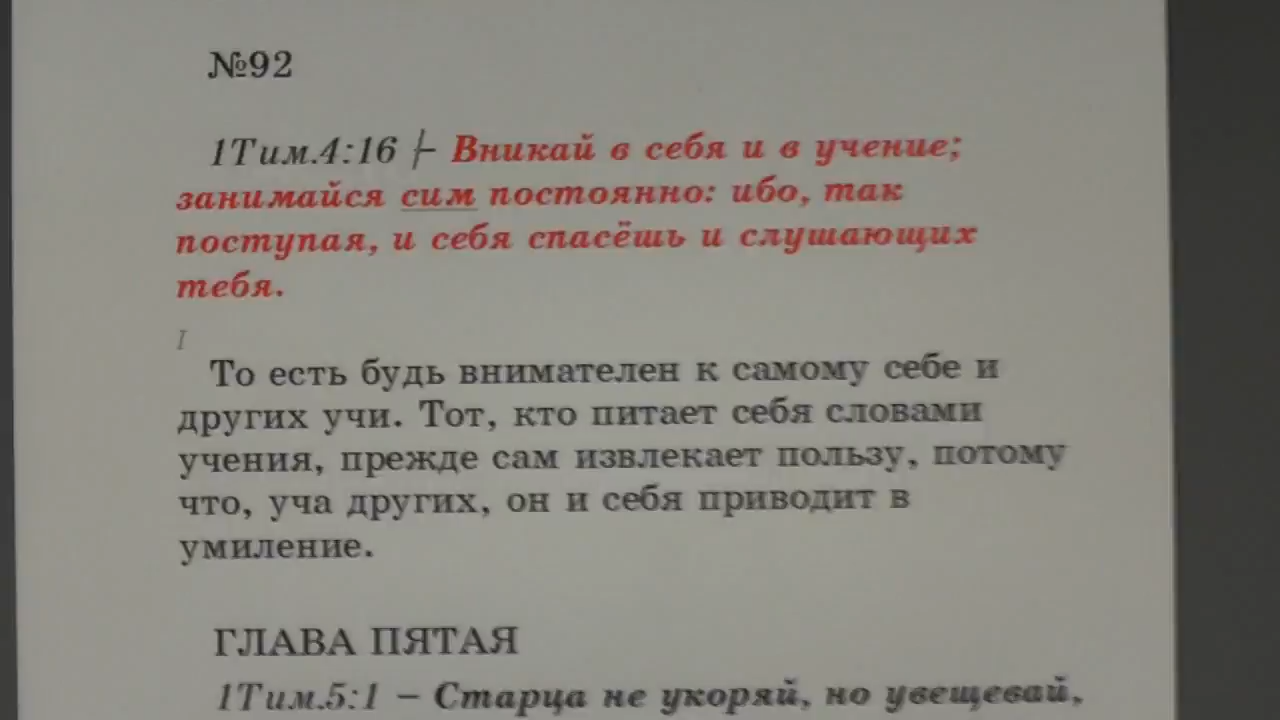 №92
1Тим.4:16 – Вникай в себя и в учение;
занимайся сим постоянно: ибо, так
поступая, и себя спасёшь и слушающих
тебя.
То есть будь внимателен к самому себе и
других учи. Тот, кто питает себя словами
учения, прежде сам извлекает пользу, потому
что, уча других, он и себя приводит в
умиление.
ГЛАВА ПЯТАЯ
1Тим.5:1 – Старца не укоряй, но увещевай,